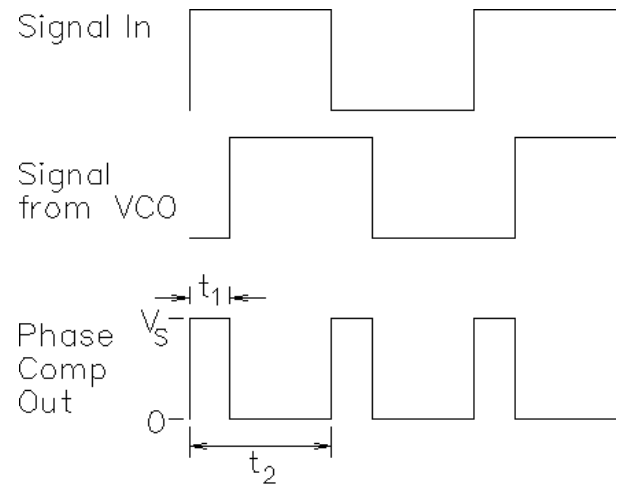 Signal In
Signal
from VCO
t1
VS
Phase
Comp
Out
0
t2